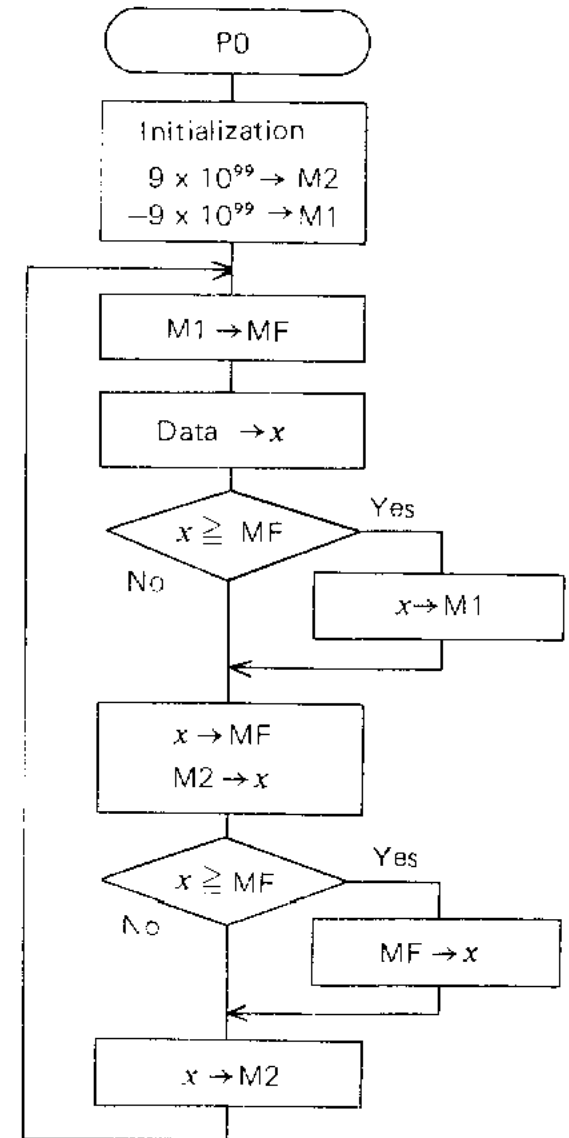 P0
Initialization
9 × 10⁹⁹ → M2
−9 × 10⁹⁹ → M1
M1 → MF
Data → x
x ≧ MF
Yes
No
x → M1
x → MF
M2 → x
x ≧ MF
Yes
No
MF → x
x → M2